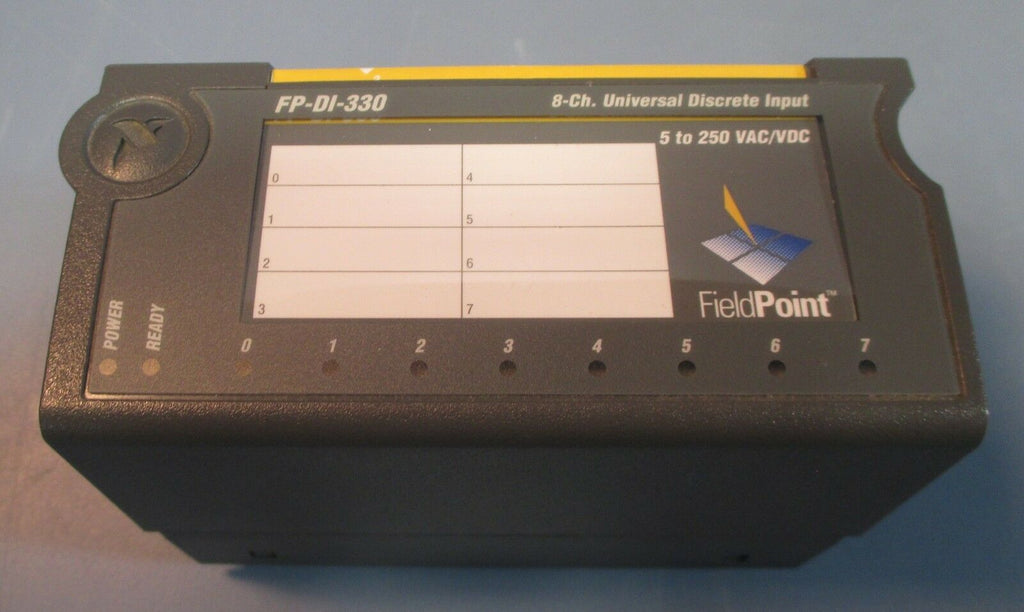 FP-DI-330
8-Ch. Universal Discrete Input
5 to 250 VAC/VDC
0
4
1
5
2
6
3
7
FieldPoint™
POWER
READY
0 1 2 3 4 5 6 7